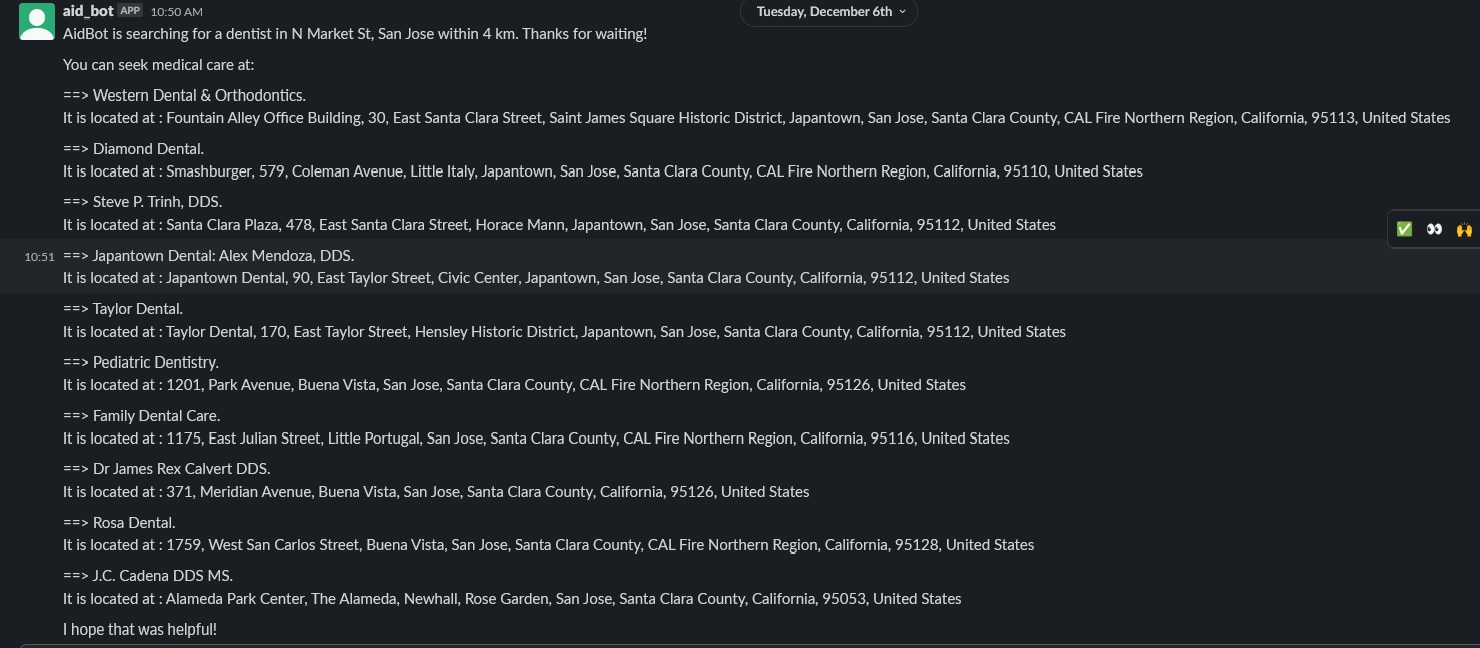 aid_bot APP 10:50 AM
Tuesday, December 6th
AidBot is searching for a dentist in N Market St, San Jose within 4 km. Thanks for waiting!
You can seek medical care at:
==> Western Dental & Orthodontics.
It is located at : Fountain Alley Office Building, 30, East Santa Clara Street, Saint James Square Historic District, Japantown, San Jose, Santa Clara County, CAL Fire Northern Region, California, 95113, United States
==> Diamond Dental.
It is located at : Smashburger, 579, Coleman Avenue, Little Italy, Japantown, San Jose, Santa Clara County, CAL Fire Northern Region, California, 95110, United States
==> Steve P. Trinh, DDS.
It is located at : Santa Clara Plaza, 478, East Santa Clara Street, Horace Mann, Japantown, San Jose, Santa Clara County, California, 95112, United States
10:51 ==> Japantown Dental: Alex Mendoza, DDS.
It is located at : Japantown Dental, 90, East Taylor Street, Civic Center, Japantown, San Jose, Santa Clara County, California, 95112, United States
==> Taylor Dental.
It is located at : Taylor Dental, 170, East Taylor Street, Hensley Historic District, Japantown, San Jose, Santa Clara County, California, 95112, United States
==> Pediatric Dentistry.
It is located at : 1201, Park Avenue, Buena Vista, San Jose, Santa Clara County, CAL Fire Northern Region, California, 95126, United States
==> Family Dental Care.
It is located at : 1175, East Julian Street, Little Portugal, San Jose, Santa Clara County, CAL Fire Northern Region, California, 95116, United States
==> Dr James Rex Calvert DDS.
It is located at : 371, Meridian Avenue, Buena Vista, San Jose, Santa Clara County, California, 95126, United States
==> Rosa Dental.
It is located at : 1759, West San Carlos Street, Buena Vista, San Jose, Santa Clara County, CAL Fire Northern Region, California, 95128, United States
==> J.C. Cadena DDS MS.
It is located at : Alameda Park Center, The Alameda, Newhall, Rose Garden, San Jose, Santa Clara County, California, 95053, United States
I hope that was helpful!